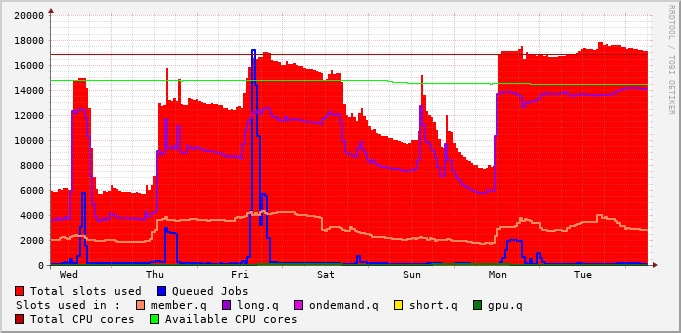 20000
18000
16000
14000
12000
10000
8000
6000
4000
2000
0
Wed Thu Fri Sat Sun Mon Tue
RRDTOOL / TOBI OETIKER
Total slots used Queued Jobs
Slots used in : member.q long.q ondemand.q short.q gpu.q
Total CPU cores Available CPU cores